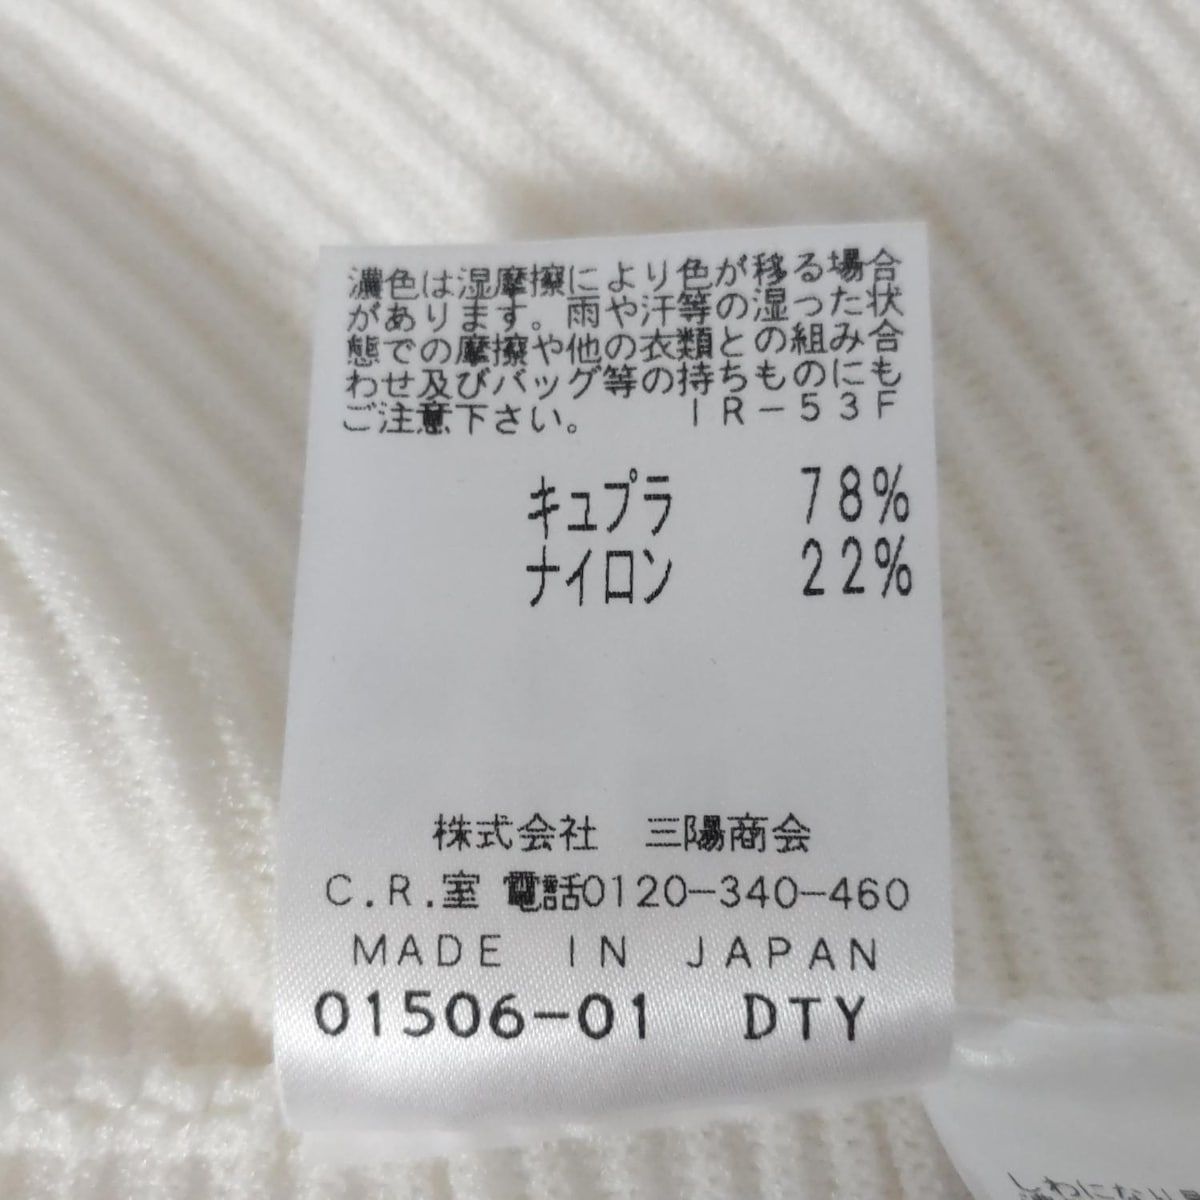 濃色は湿摩擦により色が移る場合
があります。雨や汗等の湿った状
態での摩擦や他の衣類との組み合
わせ及びバッグ等の持ちものにも
ご注意下さい。 IR-53F
キュプラ 78%
ナイロン 22%
株式会社 三陽商会
C.R.室 電話0120-340-460
MADE IN JAPAN
01506-01 DTY